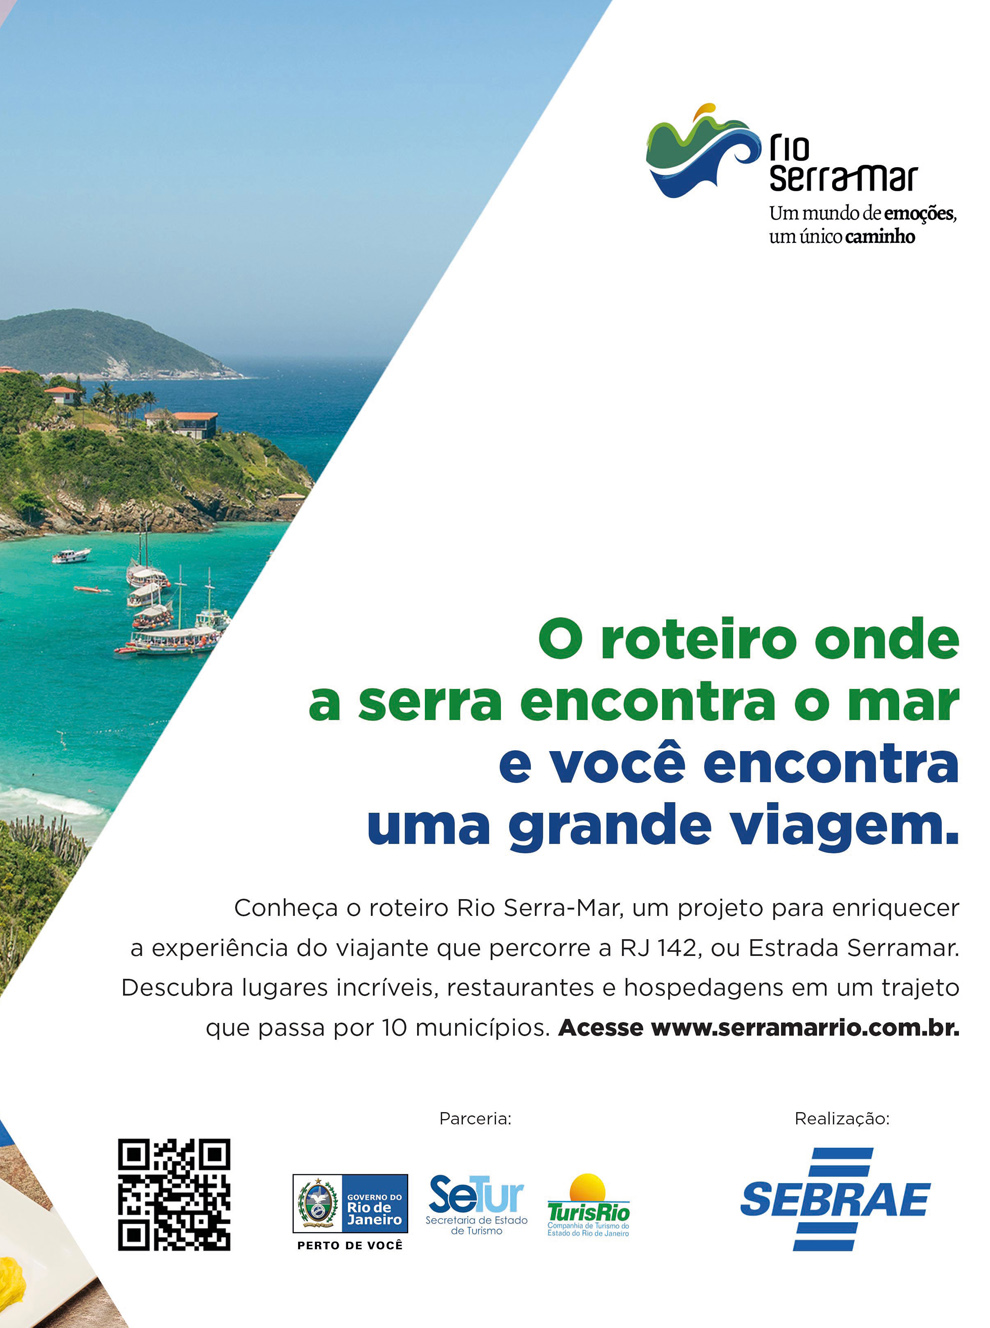 rio
serra-mar
Um mundo de emoções,
um único caminho
O roteiro onde
a serra encontra o mar
e você encontra
uma grande viagem.
Conheça o roteiro Rio Serra-Mar, um projeto para enriquecer
a experiência do viajante que percorre a RJ 142, ou Estrada Serramar.
Descubra lugares incríveis, restaurantes e hospedagens em um trajeto
que passa por 10 municípios. Acesse www.serramarrio.com.br.
Parceria:
Realização:
GOVERNO DO
Rio de
Janeiro
PERTO DE VOCÊ
SeTur
Secretaria de Estado
de Turismo
TurisRio
Companhia de Turismo do
Estado do Rio de Janeiro
SEBRAE